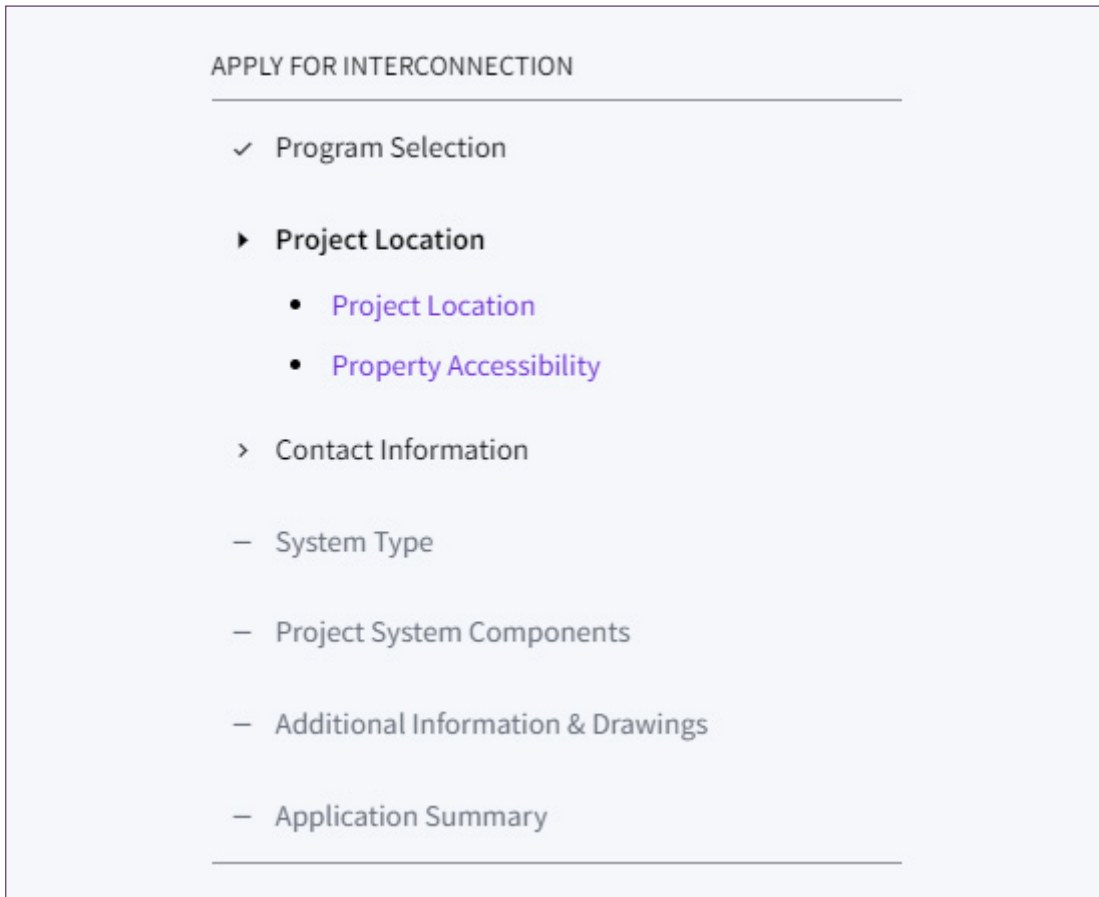 APPLY FOR INTERCONNECTION
Program Selection
Project Location
Project Location
Property Accessibility
Contact Information
System Type
Project System Components
Additional Information & Drawings
Application Summary